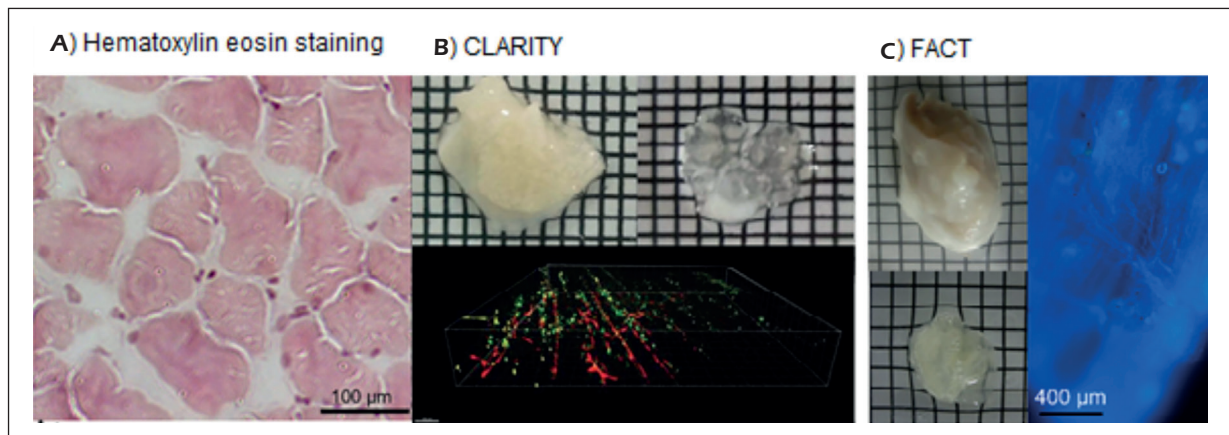 A) Hematoxylin eosin staining
B) CLARITY
C) FACT
100 µm
400 µm